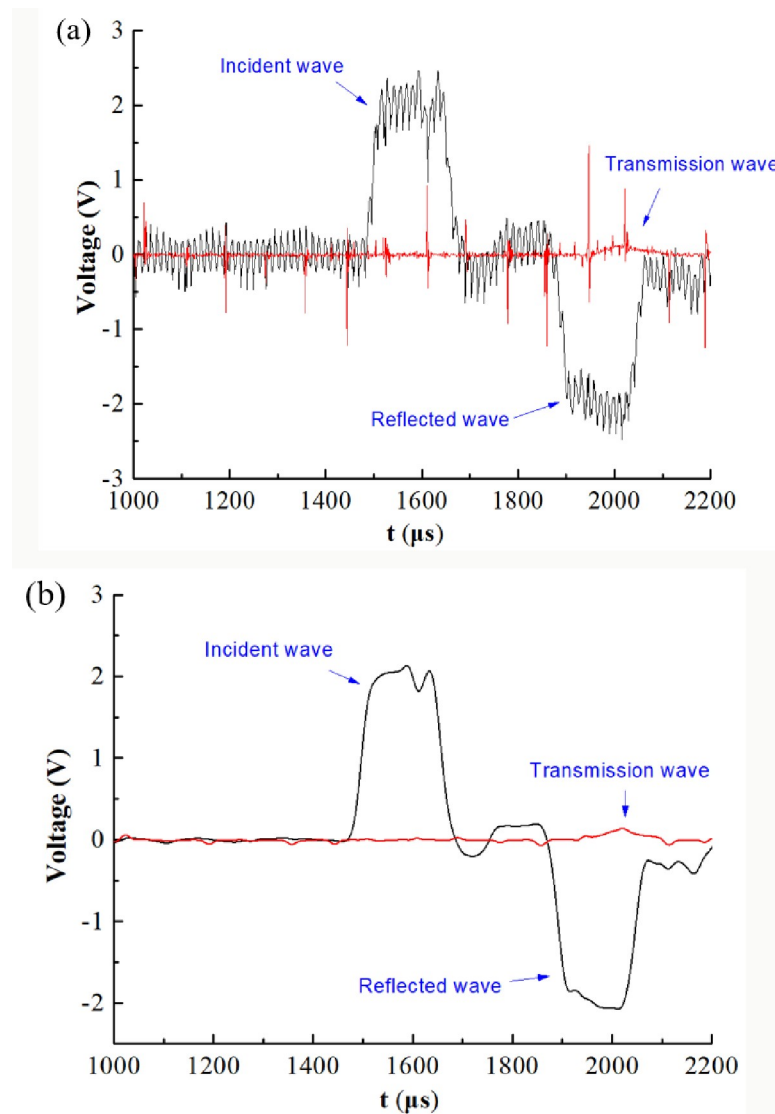 (a)
3
2
1
0
-1
-2
-3
Voltage (V)
Incident wave
Transmission wave
Reflected wave
1000 1200 1400 1600 1800 2000 2200
t (μs)
(b)
3
2
1
0
-1
-2
Voltage (V)
Incident wave
Transmission wave
Reflected wave
1000 1200 1400 1600 1800 2000 2200
t (μs)